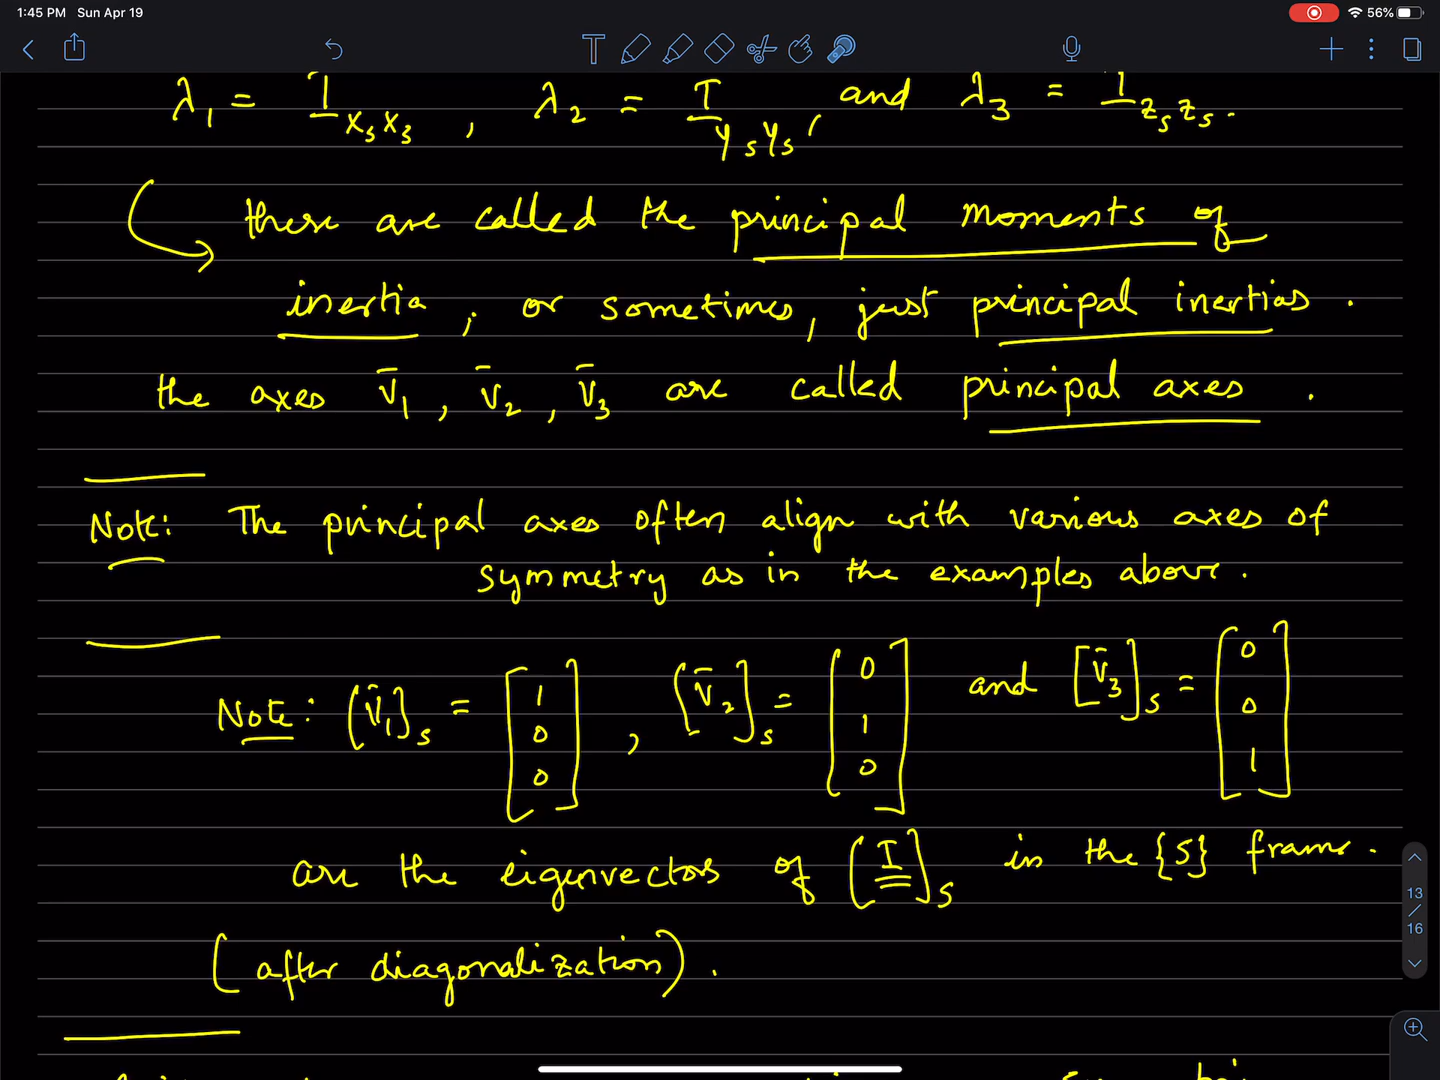 1:45 PM Sun Apr 19 56%
λ₁ = I_{x_s x_s} , λ₂ = I_{y_s y_s} , and λ₃ = I_{z_s z_s} .
these are called the principal moments of
inertia , or sometimes, just principal inertias .
the axes v̄₁ , v̄₂ , v̄₃ are called principal axes .
Note: The principal axes often align with various axes of
symmetry as in the examples above .
Note: [v̄₁]_s = [1 0 0] , [v̄₂]_s = [0 1 0] and [v̄₃]_s = [0 0 1]
are the eigenvectors of [I]_s in the {S} frame .
(after diagonalization) .
13 / 16